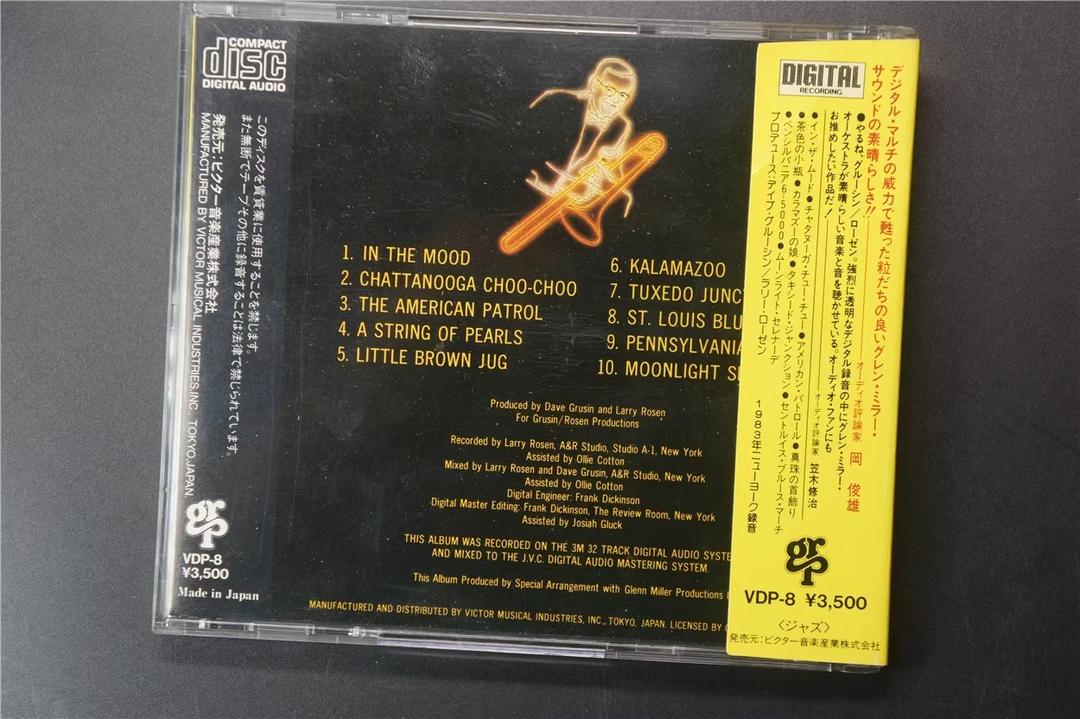 COMPACT
disc
DIGITAL AUDIO
このディスクを賃貸業に使用することを禁じます。
また無断でテープその他に録音することは法律で禁じられています。
発売元:ビクター音楽産業株式会社
MANUFACTURED BY VICTOR MUSICAL INDUSTRIES, INC., TOKYO, JAPAN
grp
VDP-8
¥3,500
Made in Japan
1. IN THE MOOD
2. CHATTANOOGA CHOO-CHOO
3. THE AMERICAN PATROL
4. A STRING OF PEARLS
5. LITTLE BROWN JUG
6. KALAMAZOO
7. TUXEDO JUNC
8. ST. LOUIS BLU
9. PENNSYLVANIA
10. MOONLIGHT S
Produced by Dave Grusin and Larry Rosen
For Grusin/Rosen Productions
Recorded by Larry Rosen, A&R Studio, Studio A-1, New York
Assisted by Ollie Cotton
Mixed by Larry Rosen and Dave Grusin, A&R Studio, New York
Assisted by Ollie Cotton
Digital Engineer: Frank Dickinson
Digital Master Editing: Frank Dickinson, The Review Room, New York
Assisted by Josiah Gluck
THIS ALBUM WAS RECORDED ON THE 3M 32 TRACK DIGITAL AUDIO SYSTE
AND MIXED TO THE J.V.C. DIGITAL AUDIO MASTERING SYSTEM.
This Album Produced by Special Arrangement with Glenn Miller Productions
MANUFACTURED AND DISTRIBUTED BY VICTOR MUSICAL INDUSTRIES, INC., TOKYO, JAPAN. LICENSED BY
DIGITAL
RECORDING
デジタル・マルチの威力で甦った粒だちの良いグレン・ミラー・
サウンドの素晴らしさ!!
オーディオ評論家 岡 俊雄
●やるね、グルーシン/ローゼン。強烈に透明なデジタル録音の中にグレン・ミラー・
オーケストラが素晴らしい音楽と音を聴かせている。オーディオ・ファンにも
お推めしたい作品だ!
オーディオ評論家 笠木修治
●イン・ザ・ムード●チャタヌーガ・チュー・チュー●アメリカン・パトロール●真珠の首飾り
●茶色の小瓶●カラマズーの娘●タキシード・ジャンクション●セントルイス・ブルース・マーチ
●ペンシルバニア6-5000●ムーンライト・セレナーデ
プロデュース:デイブ・グルーシン/ラリー・ローゼン
1983年ニューヨーク録音
grp
VDP-8 ¥3,500
〈ジャズ〉
発売元:ビクター音楽産業株式会社